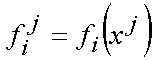 f_i^j = f_i(x^j)